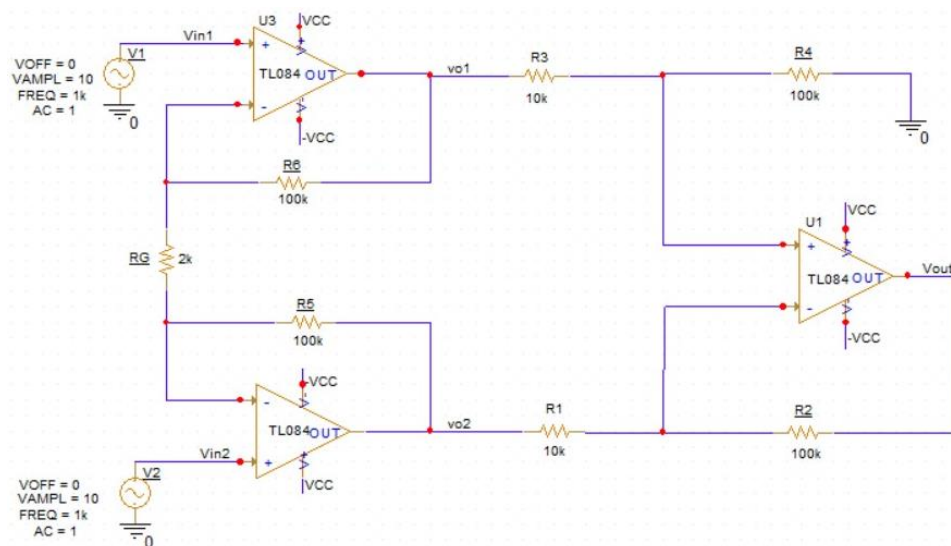 U3
VCC
V1
Vin1
+
VOFF = 0
VAMPL = 10
FREQ = 1k
AC = 1
0
TL084 OUT
-
-VCC
vo1
R3
10k
R4
100k
0
R6
100k
RG
2k
U1
VCC
+
TL084 OUT
Vout
-
-VCC
R5
100k
-VCC
-
TL084 OUT
+
VCC
vo2
R1
10k
R2
100k
V2
Vin2
VOFF = 0
VAMPL = 10
FREQ = 1k
AC = 1
0